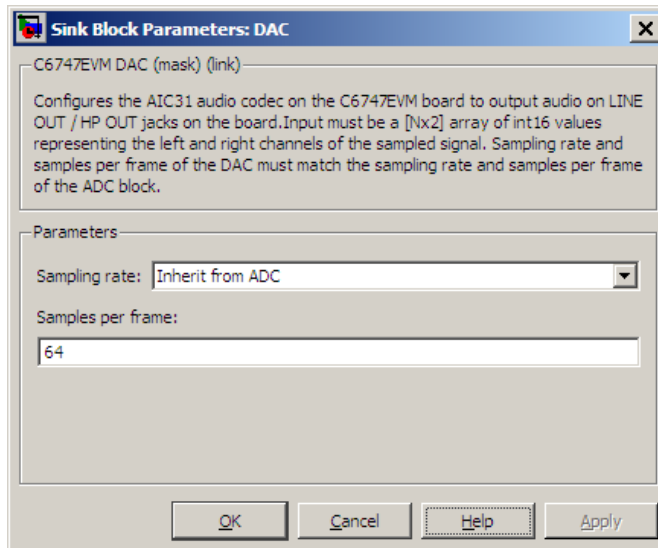 Sink Block Parameters: DAC
C6747EVM DAC (mask) (link)
Configures the AIC31 audio codec on the C6747EVM board to output audio on LINE
OUT / HP OUT jacks on the board.Input must be a [Nx2] array of int16 values
representing the left and right channels of the sampled signal. Sampling rate and
samples per frame of the DAC must match the sampling rate and samples per frame
of the ADC block.
Parameters
Sampling rate: Inherit from ADC
Samples per frame:
64
OK Cancel Help Apply